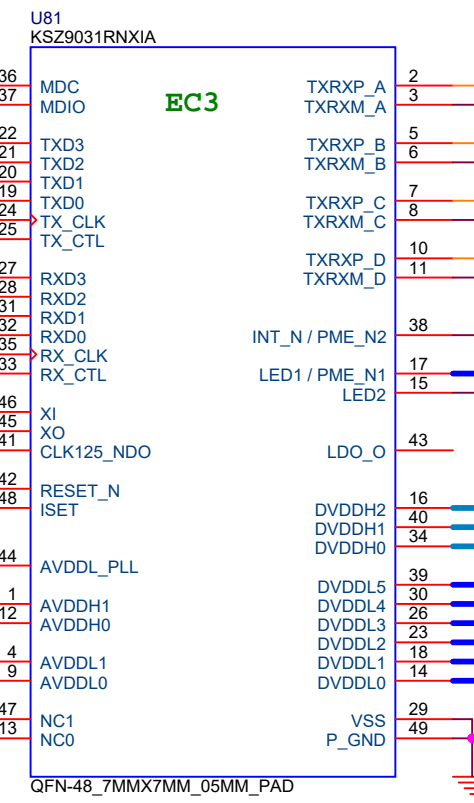 U81
KSZ9031RNXIA
EC3
36 MDC TXRXP_A 2
37 MDIO TXRXM_A 3
22 TXD3 TXRXP_B 5
21 TXD2 TXRXM_B 6
20 TXD1
19 TXD0 TXRXP_C 7
24 TX_CLK TXRXM_C 8
25 TX_CTL
TXRXP_D 10
27 RXD3 TXRXM_D 11
28 RXD2
31 RXD1
32 RXD0 INT_N / PME_N2 38
35 RX_CLK
33 RX_CTL LED1 / PME_N1 17
LED2 15
46 XI
45 XO
41 CLK125_NDO LDO_O 43
42 RESET_N
48 ISET DVDDH2 16
DVDDH1 40
DVDDH0 34
44 AVDDL_PLL
DVDDL5 39
1 AVDDH1 DVDDL4 30
12 AVDDH0 DVDDL3 26
DVDDL2 23
4 AVDDL1 DVDDL1 18
9 AVDDL0 DVDDL0 14
47 NC1 VSS 29
13 NC0 P_GND 49
QFN-48_7MMX7MM_05MM_PAD